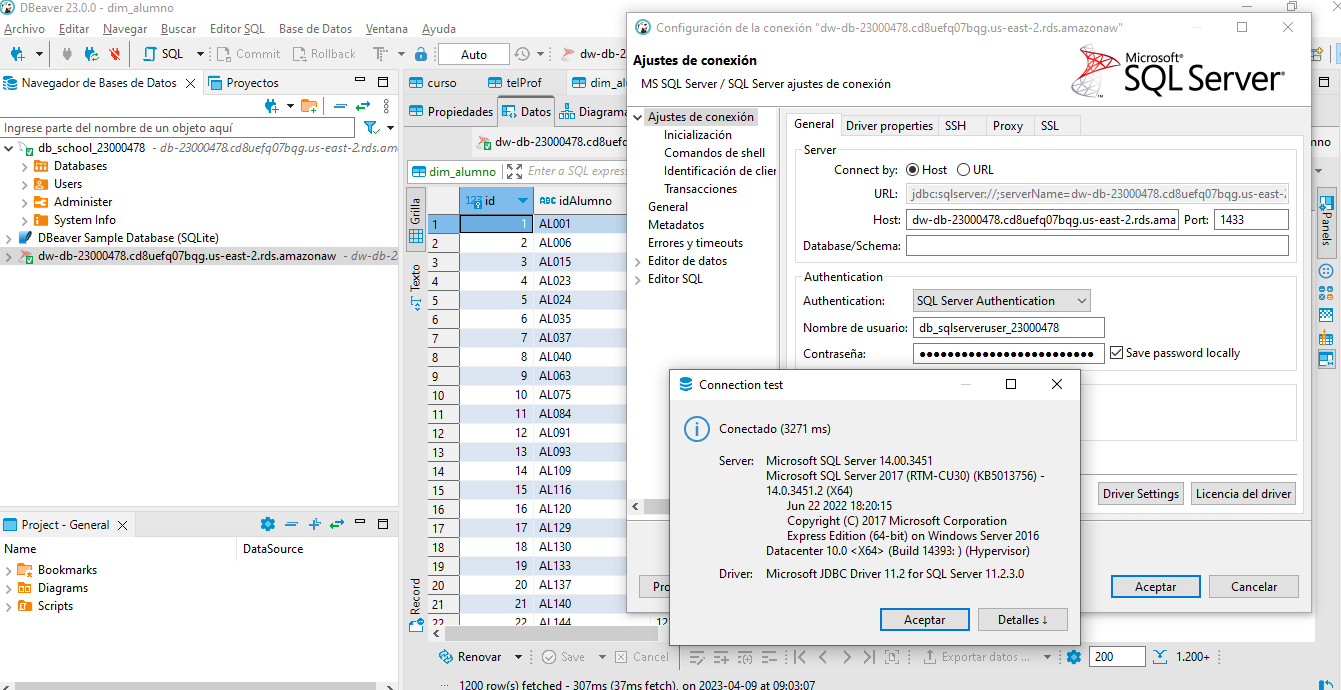 DBeaver 23.0.0 - dim_alumno
Archivo Editar Navegar Buscar Editor SQL Base de Datos Ventana Ayuda
SQL Commit Rollback Auto dw-db-2
Navegador de Bases de Datos Proyectos
Ingrese parte del nombre de un objeto aquí
db_school_23000478 - db-23000478.cd8uefq07bqg.us-east-2.rds.am
Databases
Users
Administer
System Info
DBeaver Sample Database (SQLite)
dw-db-23000478.cd8uefq07bqg.us-east-2.rds.amazonaw - dw-db-2
Project - General
Name DataSource
Bookmarks
Diagrams
Scripts
curso telProf dim_al
Propiedades Datos Diagrama
dw-db-23000478.cd8uefq
dim_alumno Enter a SQL expres
Grilla
Texto
Record
123 id ABC idAlumno
1 1 AL001
2 2 AL006
3 3 AL015
4 4 AL023
5 5 AL024
6 6 AL035
7 7 AL037
8 8 AL040
9 9 AL063
10 10 AL075
11 11 AL084
12 12 AL091
13 13 AL093
14 14 AL109
15 15 AL116
16 16 AL120
17 17 AL129
18 18 AL130
19 19 AL133
20 20 AL137
21 21 AL140
22 22 AL144 12
Renovar Save Cancel Exportar datos ... 200 1.200+
1200 row(s) fetched - 307ms (37ms fetch), on 2023-04-09 at 09:03:07
Panels
Configuración de la conexión "dw-db-23000478.cd8uefq07bqg.us-east-2.rds.amazonaw"
Ajustes de conexión
MS SQL Server / SQL Server ajustes de conexión
Microsoft®
SQL Server®
Ajustes de conexión
Inicialización
Comandos de shell
Identificación de clier
Transacciones
General
Metadatos
Errores y timeouts
Editor de datos
Editor SQL
General Driver properties SSH Proxy SSL
Server
Connect by: Host URL
URL: jdbc:sqlserver://;serverName=dw-db-23000478.cd8uefq07bqg.us-east-2
Host: dw-db-23000478.cd8uefq07bqg.us-east-2.rds.ama Port: 1433
Database/Schema:
Authentication
Authentication: SQL Server Authentication
Nombre de usuario: db_sqlserveruser_23000478
Contraseña: ●●●●●●●●●●●●●●●●●●●●●●●●● Save password locally
Driver Settings Licencia del driver
Pro
Aceptar Cancelar
Connection test
Conectado (3271 ms)
Server: Microsoft SQL Server 14.00.3451
Microsoft SQL Server 2017 (RTM-CU30) (KB5013756) -
14.0.3451.2 (X64)
Jun 22 2022 18:20:15
Copyright (C) 2017 Microsoft Corporation
Express Edition (64-bit) on Windows Server 2016
Datacenter 10.0 <X64> (Build 14393: ) (Hypervisor)
Driver: Microsoft JDBC Driver 11.2 for SQL Server 11.2.3.0
Aceptar Detalles ↓